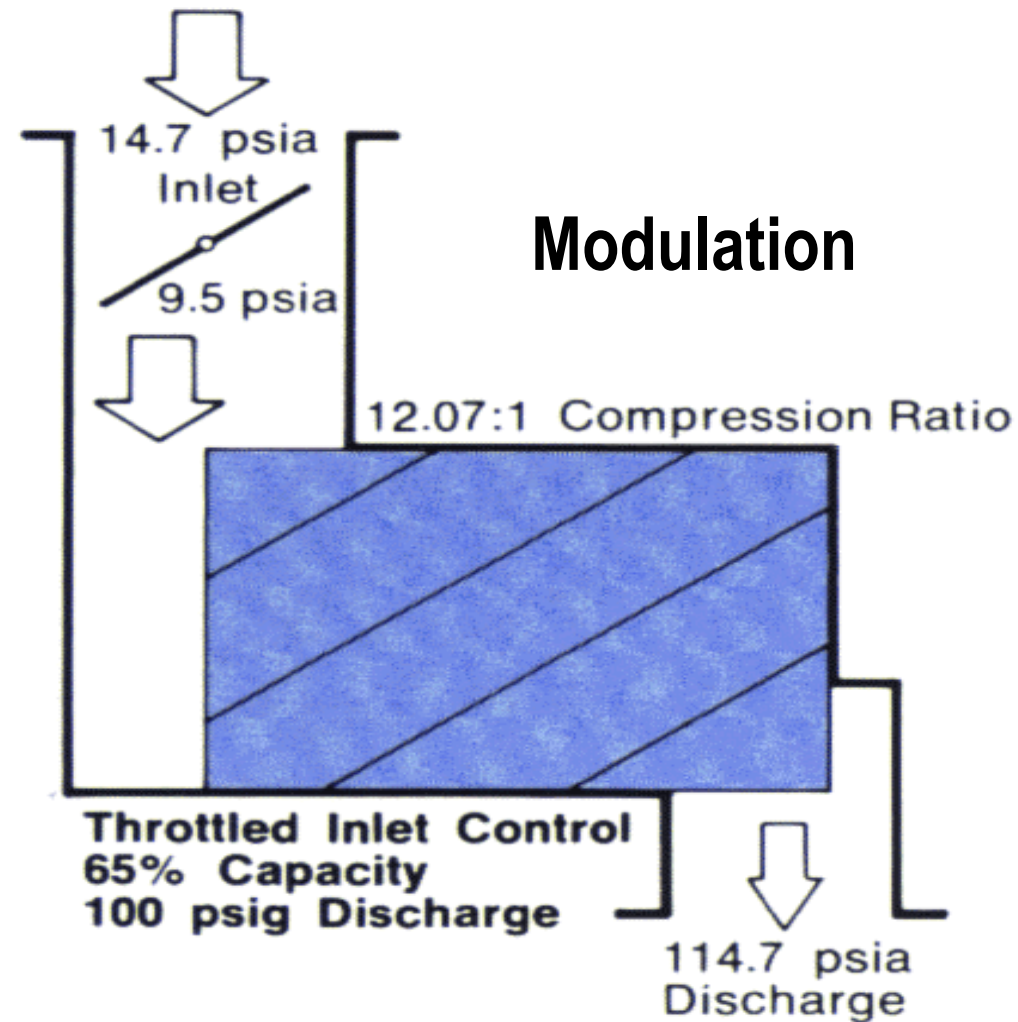 14.7 psia
Inlet
Modulation
9.5 psia
12.07:1 Compression Ratio
Throttled Inlet Control
65% Capacity
100 psig Discharge
114.7 psia
Discharge